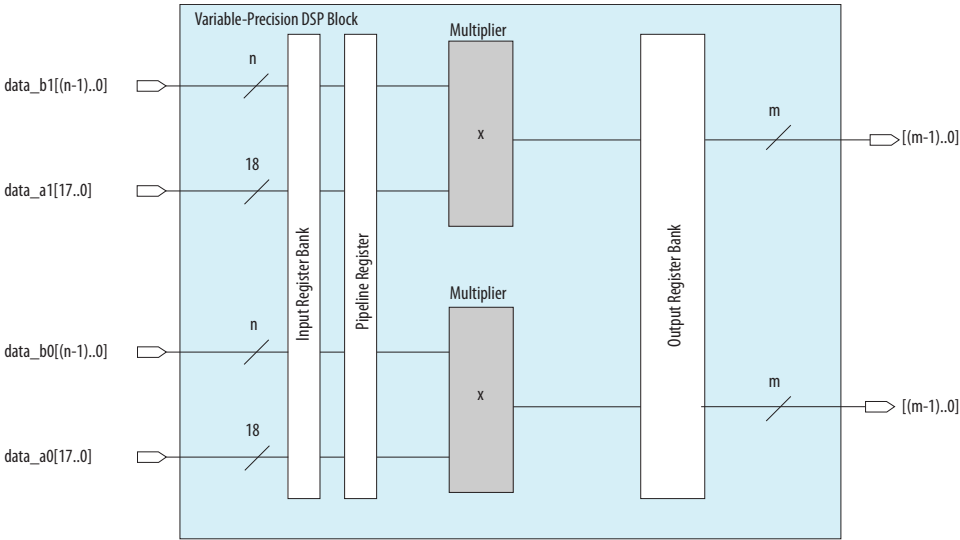 Variable-Precision DSP Block
Multiplier
n
data_b1[(n-1)..0]
m
x
[(m-1)..0]
18
data_a1[17..0]
Input Register Bank
Pipeline Register
Output Register Bank
Multiplier
n
data_b0[(n-1)..0]
m
x
[(m-1)..0]
18
data_a0[17..0]